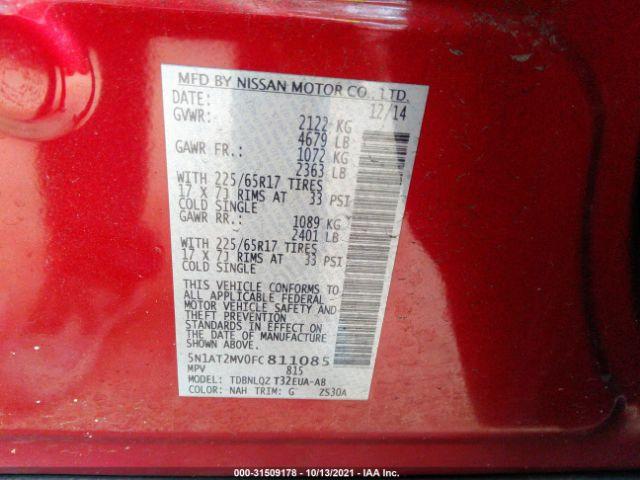 MFD BY NISSAN MOTOR CO., LTD.
DATE: 12/14
GVWR: 2122 KG
4679 LB
GAWR FR.: 1072 KG
2363 LB
WITH 225/65R17 TIRES
17 X 7J RIMS AT 33 PSI
COLD SINGLE
GAWR RR.: 1089 KG
2401 LB
WITH 225/65R17 TIRES
17 X 7J RIMS AT 33 PSI
COLD SINGLE
THIS VEHICLE CONFORMS TO
ALL APPLICABLE FEDERAL
MOTOR VEHICLE SAFETY AND
THEFT PREVENTION
STANDARDS IN EFFECT ON
THE DATE OF MANUFACTURE
SHOWN ABOVE.
5N1AT2MV0FC811085
MPV 815
MODEL: TDBNLQZ T32EUA-AB
COLOR: NAH TRIM: G ZS30A
000-31509178 - 10/13/2021 - IAA Inc.